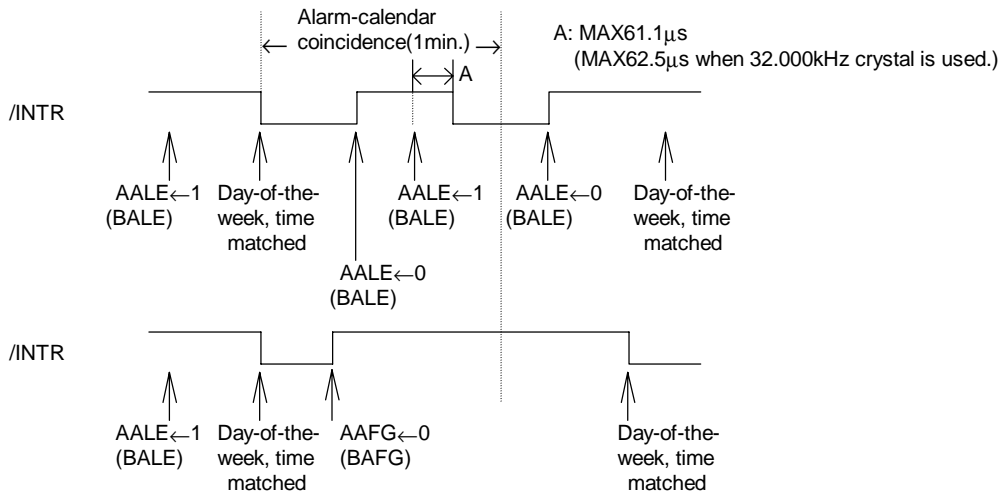 Alarm-calendar
coincidence(1min.)
A: MAX61.1µs
(MAX62.5µs when 32.000kHz crystal is used.)
A
/INTR
AALE←1
(BALE)
Day-of-the-
week, time
matched
AALE←0
(BALE)
AALE←1
(BALE)
AALE←0
(BALE)
Day-of-the-
week, time
matched
/INTR
AALE←1
(BALE)
Day-of-the-
week, time
matched
AAFG←0
(BAFG)
Day-of-the-
week, time
matched